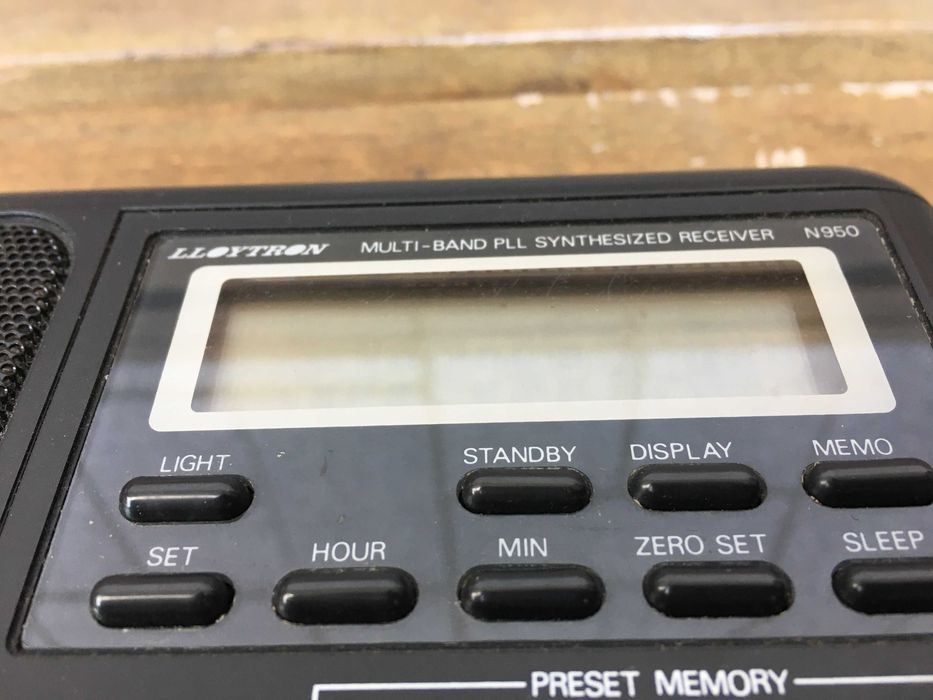 LLOYTRON MULTI-BAND PLL SYNTHESIZED RECEIVER N950
LIGHT STANDBY DISPLAY MEMO
SET HOUR MIN ZERO SET SLEEP
PRESET MEMORY